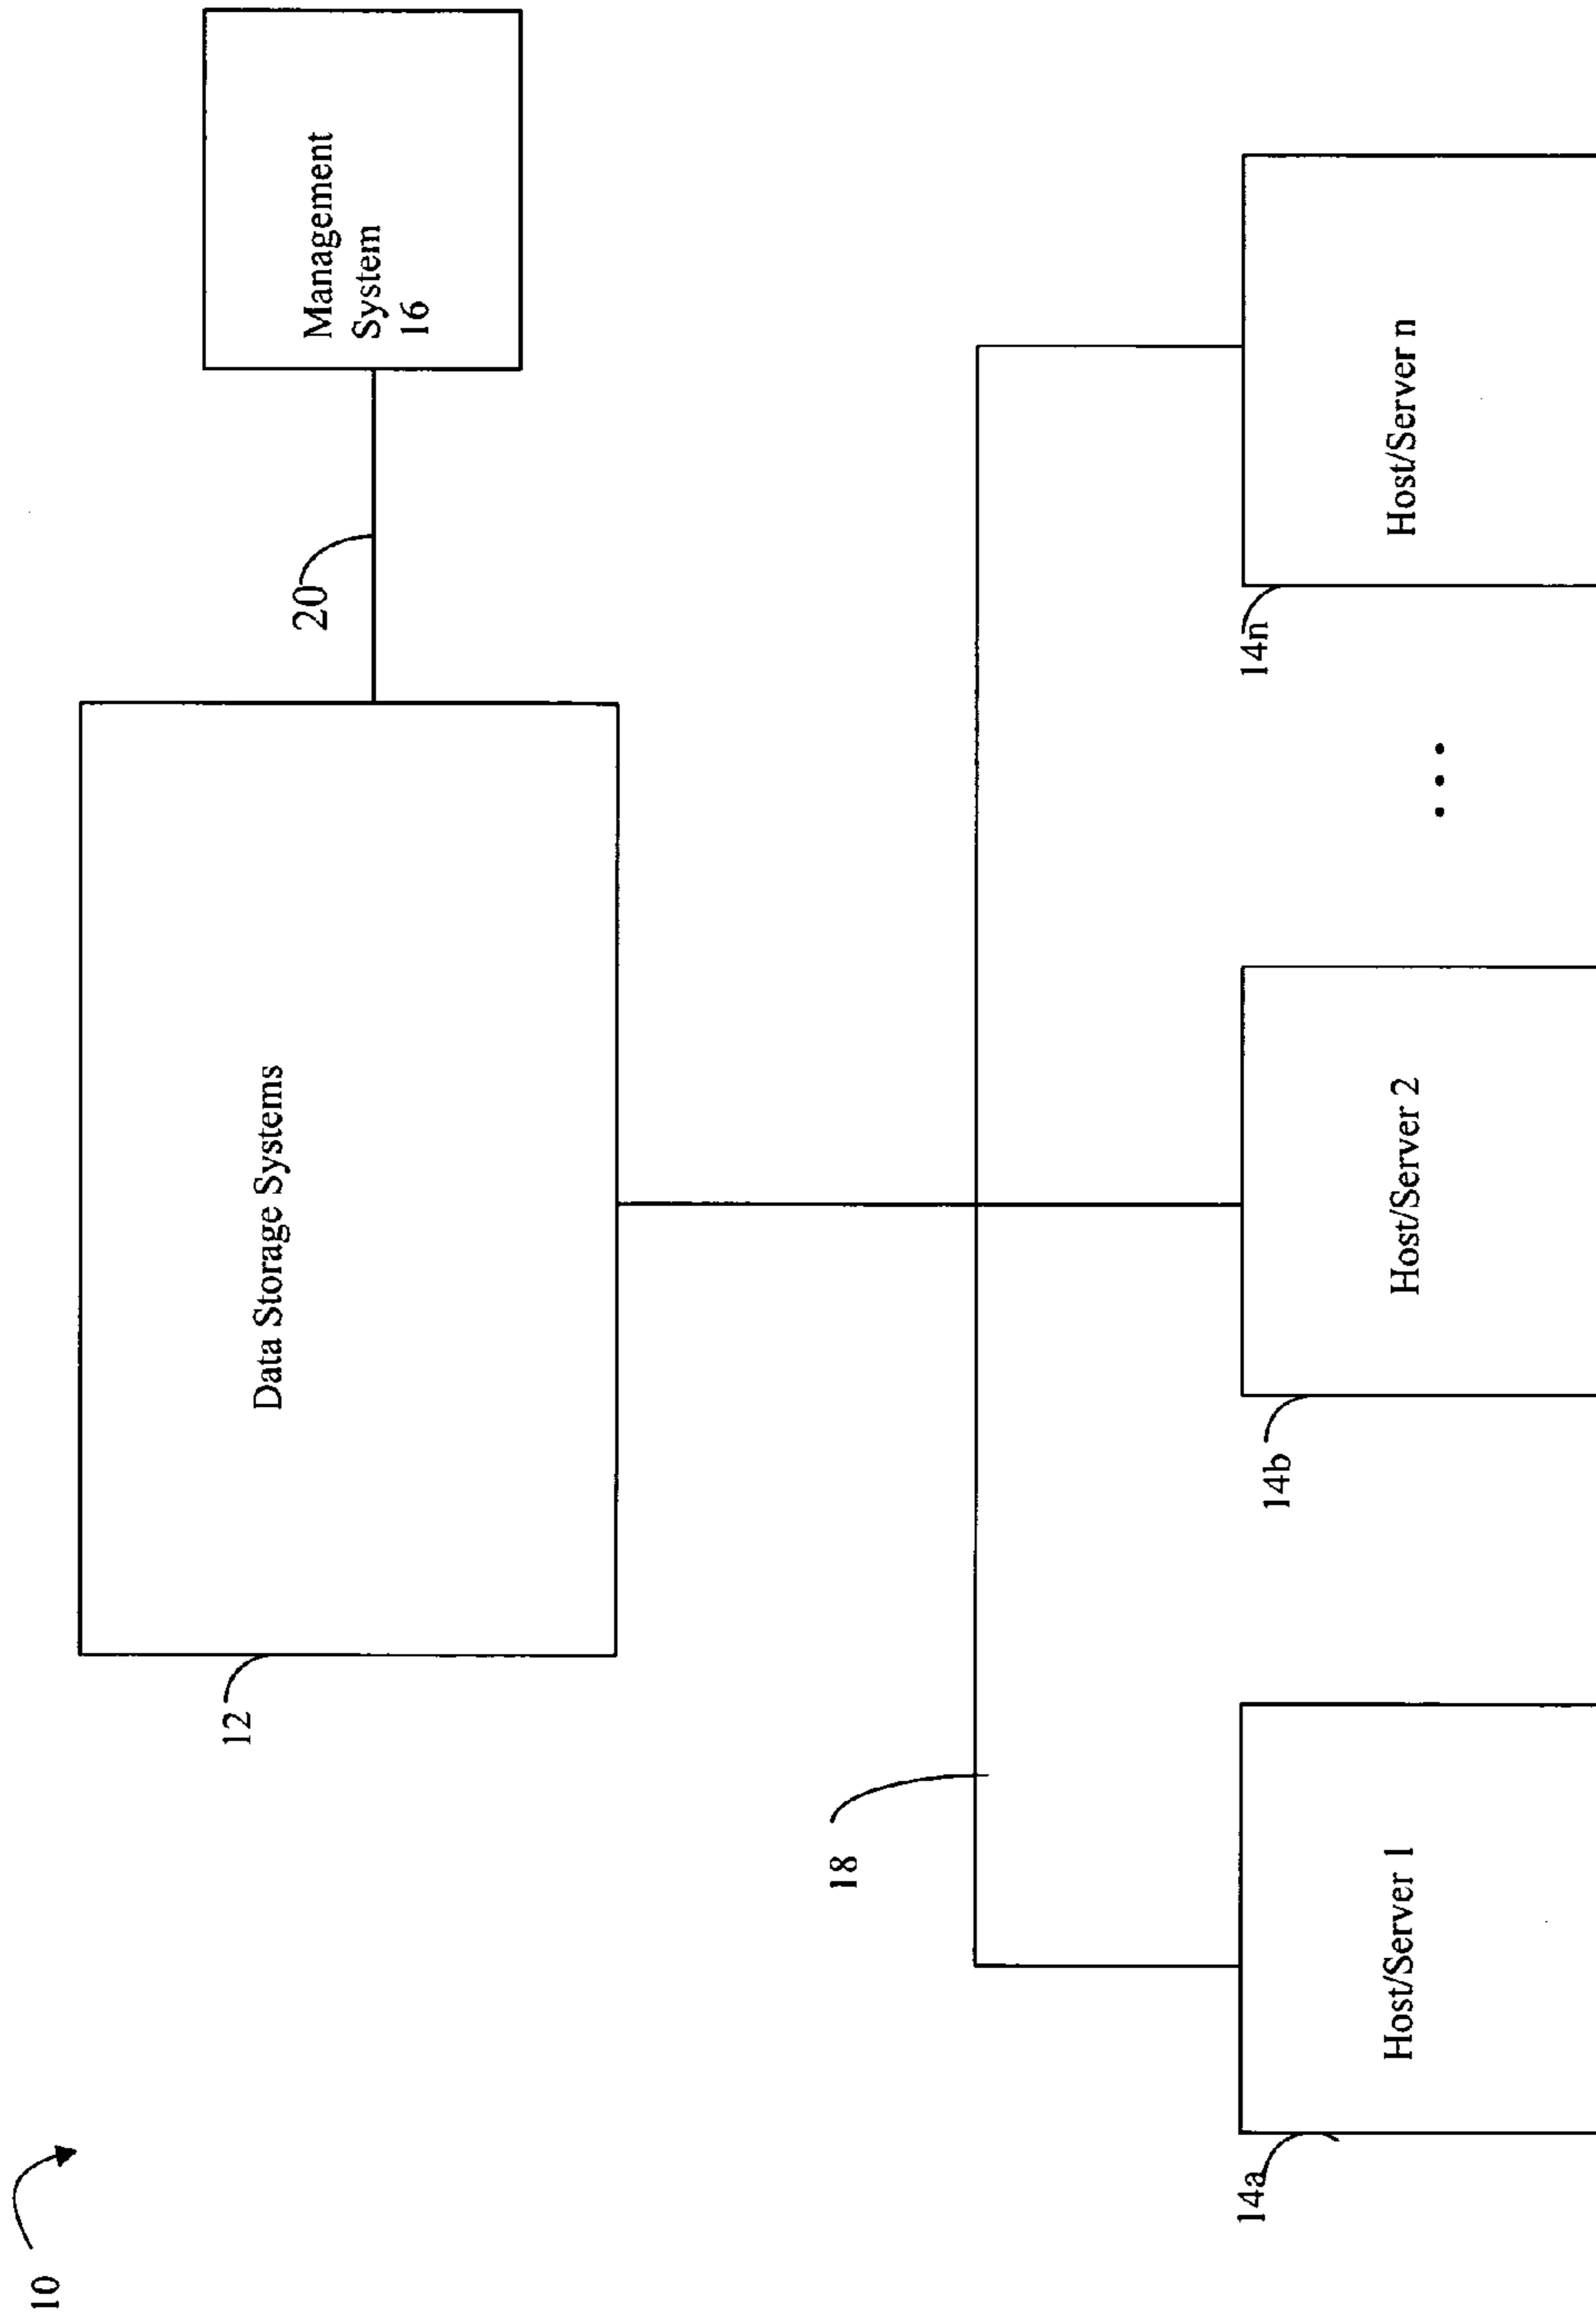 10
12
Data Storage Systems
20
Management
System
16
18
14a
Host/Server 1
14b
Host/Server 2
...
14n
Host/Server n